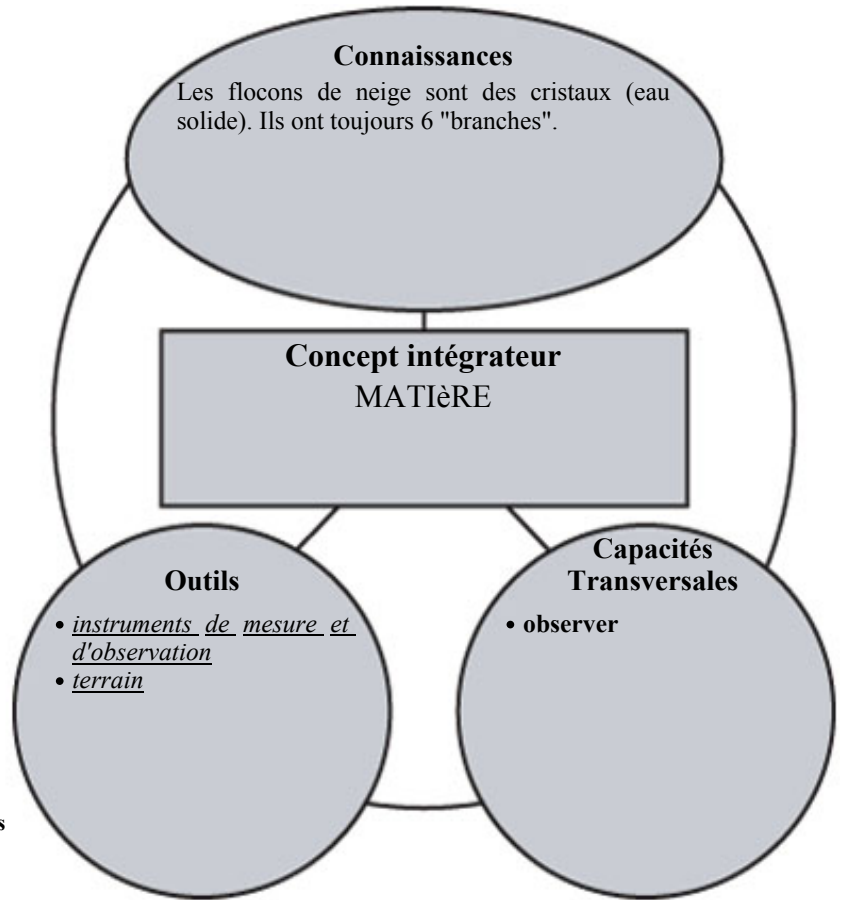 Connaissances
Les flocons de neige sont des cristaux (eau
solide). Ils ont toujours 6 "branches".
Concept intégrateur
MATIèRE
Outils
• instruments de mesure et
d'observation
• terrain
Capacités
Transversales
• observer
s